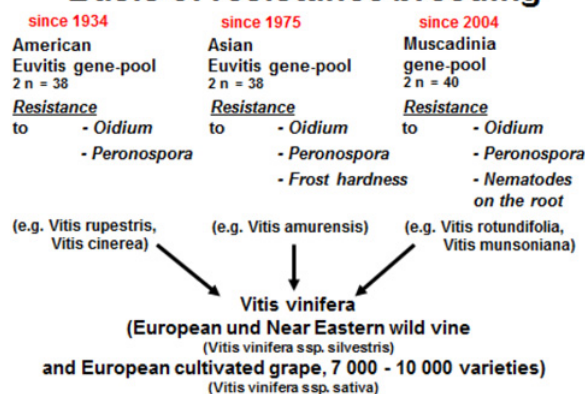 since 1934
American
Euvitis gene-pool
2 n = 38
Resistance
to - Oidium
- Peronospora
(e.g. Vitis rupestris,
Vitis cinerea)
since 1975
Asian
Euvitis gene-pool
2 n = 38
Resistance
to - Oidium
- Peronospora
- Frost hardness
(e.g. Vitis amurensis)
since 2004
Muscadinia
gene-pool
2 n = 40
Resistance
to - Oidium
- Peronospora
- Nematodes
on the root
(e.g. Vitis rotundifolia,
Vitis munsoniana)
Vitis vinifera
(European und Near Eastern wild vine
(Vitis vinifera ssp. silvestris)
and European cultivated grape, 7 000 - 10 000 varieties)
(Vitis vinifera ssp. sativa)